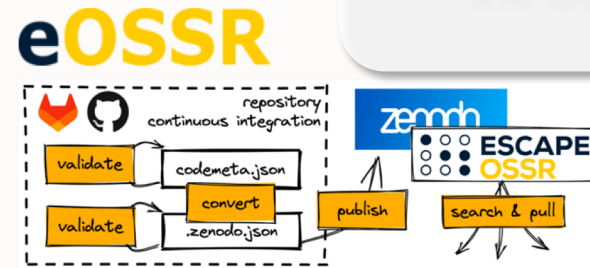 eOSSR
repository
continuous integration
zenodo
ESCAPE
OSSR
validate
codemeta.json
convert
publish
search & pull
validate
.zenodo.json